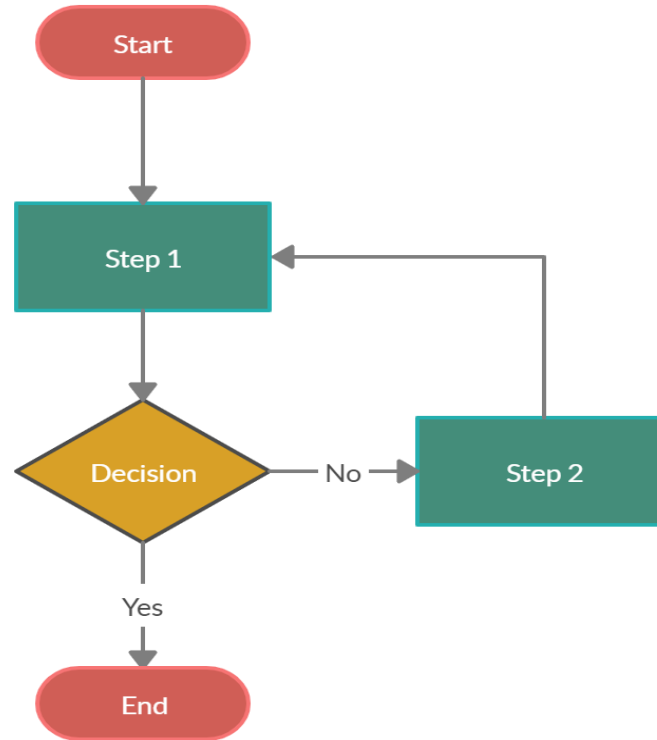 Start
Step 1
Decision
No
Step 2
Yes
End